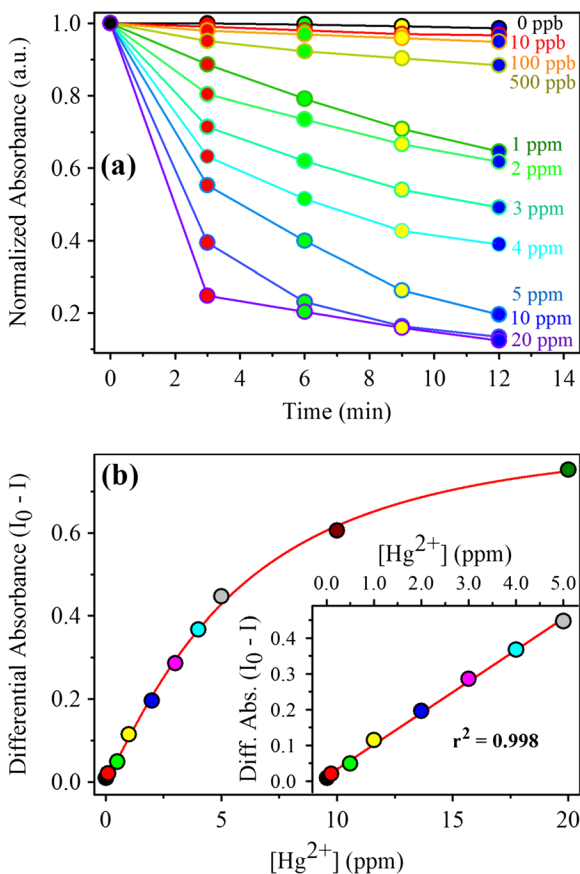 1.0
0.8
0.6
0.4
0.2
Normalized Absorbance (a.u.)
(a)
0 ppb
10 ppb
100 ppb
500 ppb
1 ppm
2 ppm
3 ppm
4 ppm
5 ppm
10 ppm
20 ppm
0 2 4 6 8 10 12 14
Time (min)
(b)
Differential Absorbance (I0 - I)
0.6
0.4
0.2
0.0
[Hg2+] (ppm)
0.0 1.0 2.0 3.0 4.0 5.0
Diff. Abs. (I0 - I)
0.4
0.3
0.2
0.1
0.0
r2 = 0.998
0 5 10 15 20
[Hg2+] (ppm)